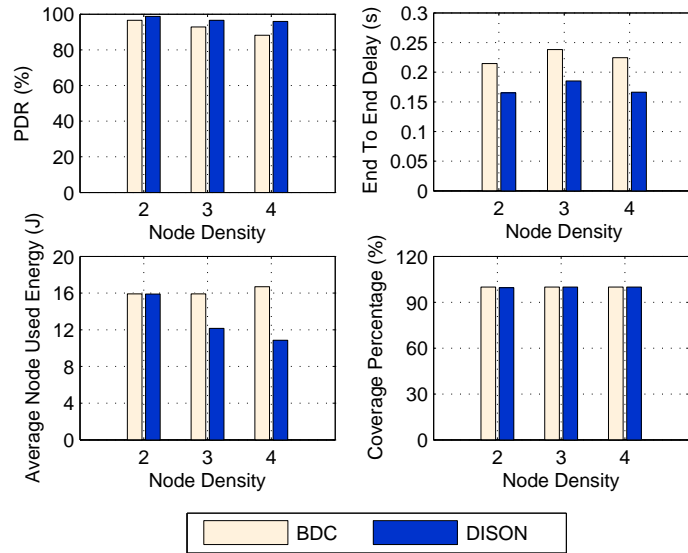 PDR (%)
100
80
60
40
20
0
2 3 4
Node Density
End To End Delay (s)
0.3
0.25
0.2
0.15
0.1
0.05
0
2 3 4
Node Density
Average Node Used Energy (J)
20
16
12
8
4
0
2 3 4
Node Density
Coverage Percentage (%)
120
90
60
30
0
2 3 4
Node Density
BDC DISON